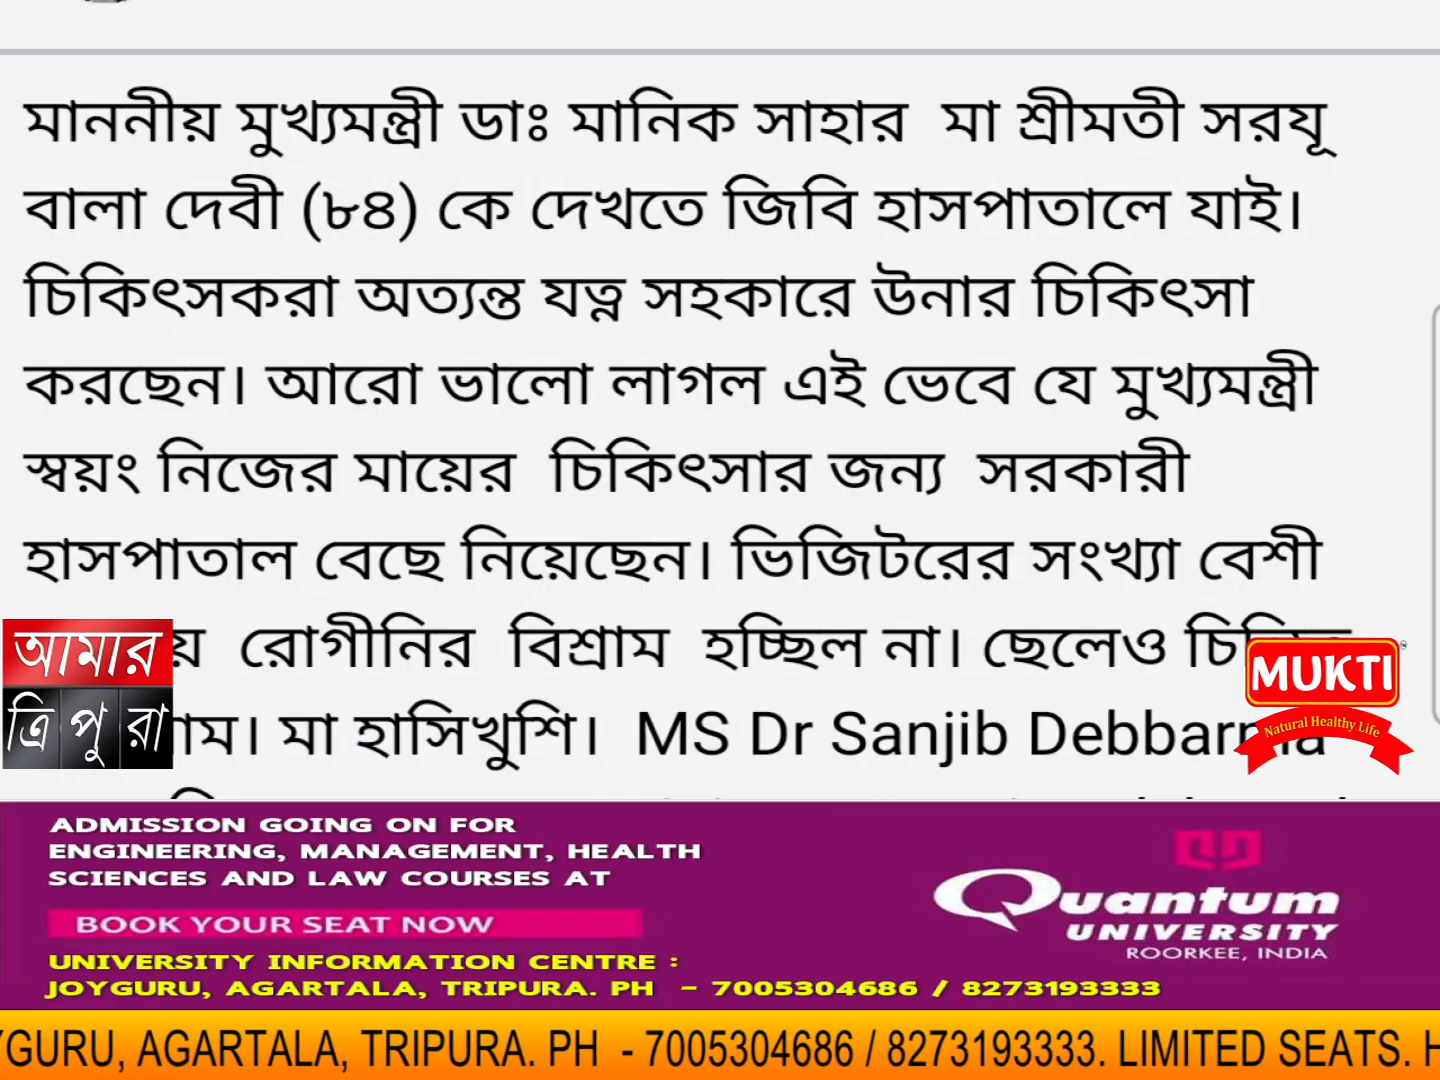 মাননীয় মুখ্যমন্ত্রী ডাঃ মানিক সাহার মা শ্রীমতী সরযূ
বালা দেবী (৮৪) কে দেখতে জিবি হাসপাতালে যাই।
চিকিৎসকরা অত্যন্ত যত্ন সহকারে উনার চিকিৎসা
করছেন। আরো ভালো লাগল এই ভেবে যে মুখ্যমন্ত্রী
স্বয়ং নিজের মায়ের চিকিৎসার জন্য সরকারী
হাসপাতাল বেছে নিয়েছেন। ভিজিটরের সংখ্যা বেশী
রোগীনির বিশ্রাম হচ্ছিল না। ছেলেও
মা হাসিখুশি। MS Dr Sanjib Debbarma
আমার
ত্রিপুরা
MUKTI
Natural Healthy Life
ADMISSION GOING ON FOR
ENGINEERING, MANAGEMENT, HEALTH
SCIENCES AND LAW COURSES AT
BOOK YOUR SEAT NOW
UNIVERSITY INFORMATION CENTRE :
JOYGURU, AGARTALA, TRIPURA. PH - 7005304686 / 8273193333
Quantum
UNIVERSITY
ROORKEE, INDIA
YGURU, AGARTALA, TRIPURA. PH - 7005304686 / 8273193333. LIMITED SEATS.